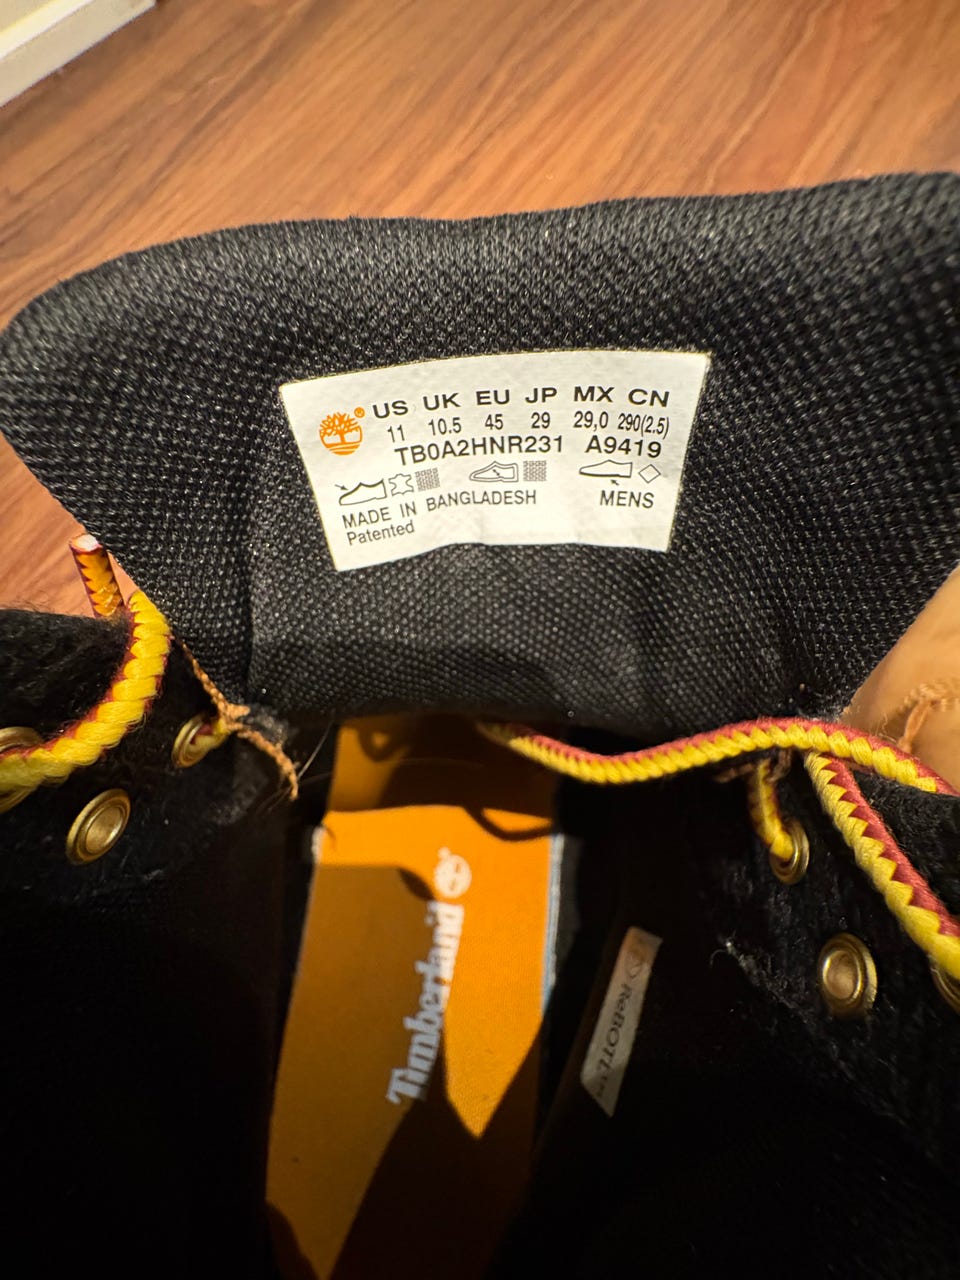 US UK EU JP MX CN
11 10.5 45 29 29,0 290(2.5)
TB0A2HNR231 A9419
MADE IN BANGLADESH MENS
Patented
Timberland
ReBOTL